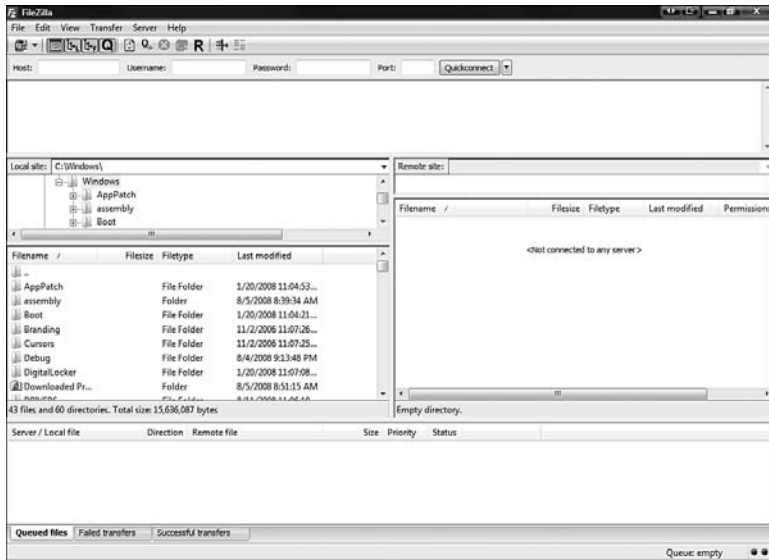 FileZilla
File Edit View Transfer Server Help
Host: Username: Password: Port: Quickconnect
Local site: C:\Windows\
Windows
AppPatch
assembly
Boot
Remote site:
Filename / Filesize Filetype Last modified
..
AppPatch File Folder 1/20/2008 11:04:53...
assembly Folder 8/5/2008 8:39:34 AM
Boot File Folder 1/20/2008 11:04:21...
Branding File Folder 11/2/2006 11:07:26...
Cursors File Folder 11/2/2006 11:07:25...
Debug File Folder 8/4/2008 9:13:48 PM
DigitalLocker File Folder 1/20/2008 11:07:08...
Downloaded Pr... Folder 8/5/2008 8:51:15 AM
43 files and 60 directories. Total size: 15,636,087 bytes
Filename / Filesize Filetype Last modified Permissions
<Not connected to any server>
Empty directory.
Server / Local file Direction Remote file Size Priority Status
Queued files Failed transfers Successful transfers
Queue: empty